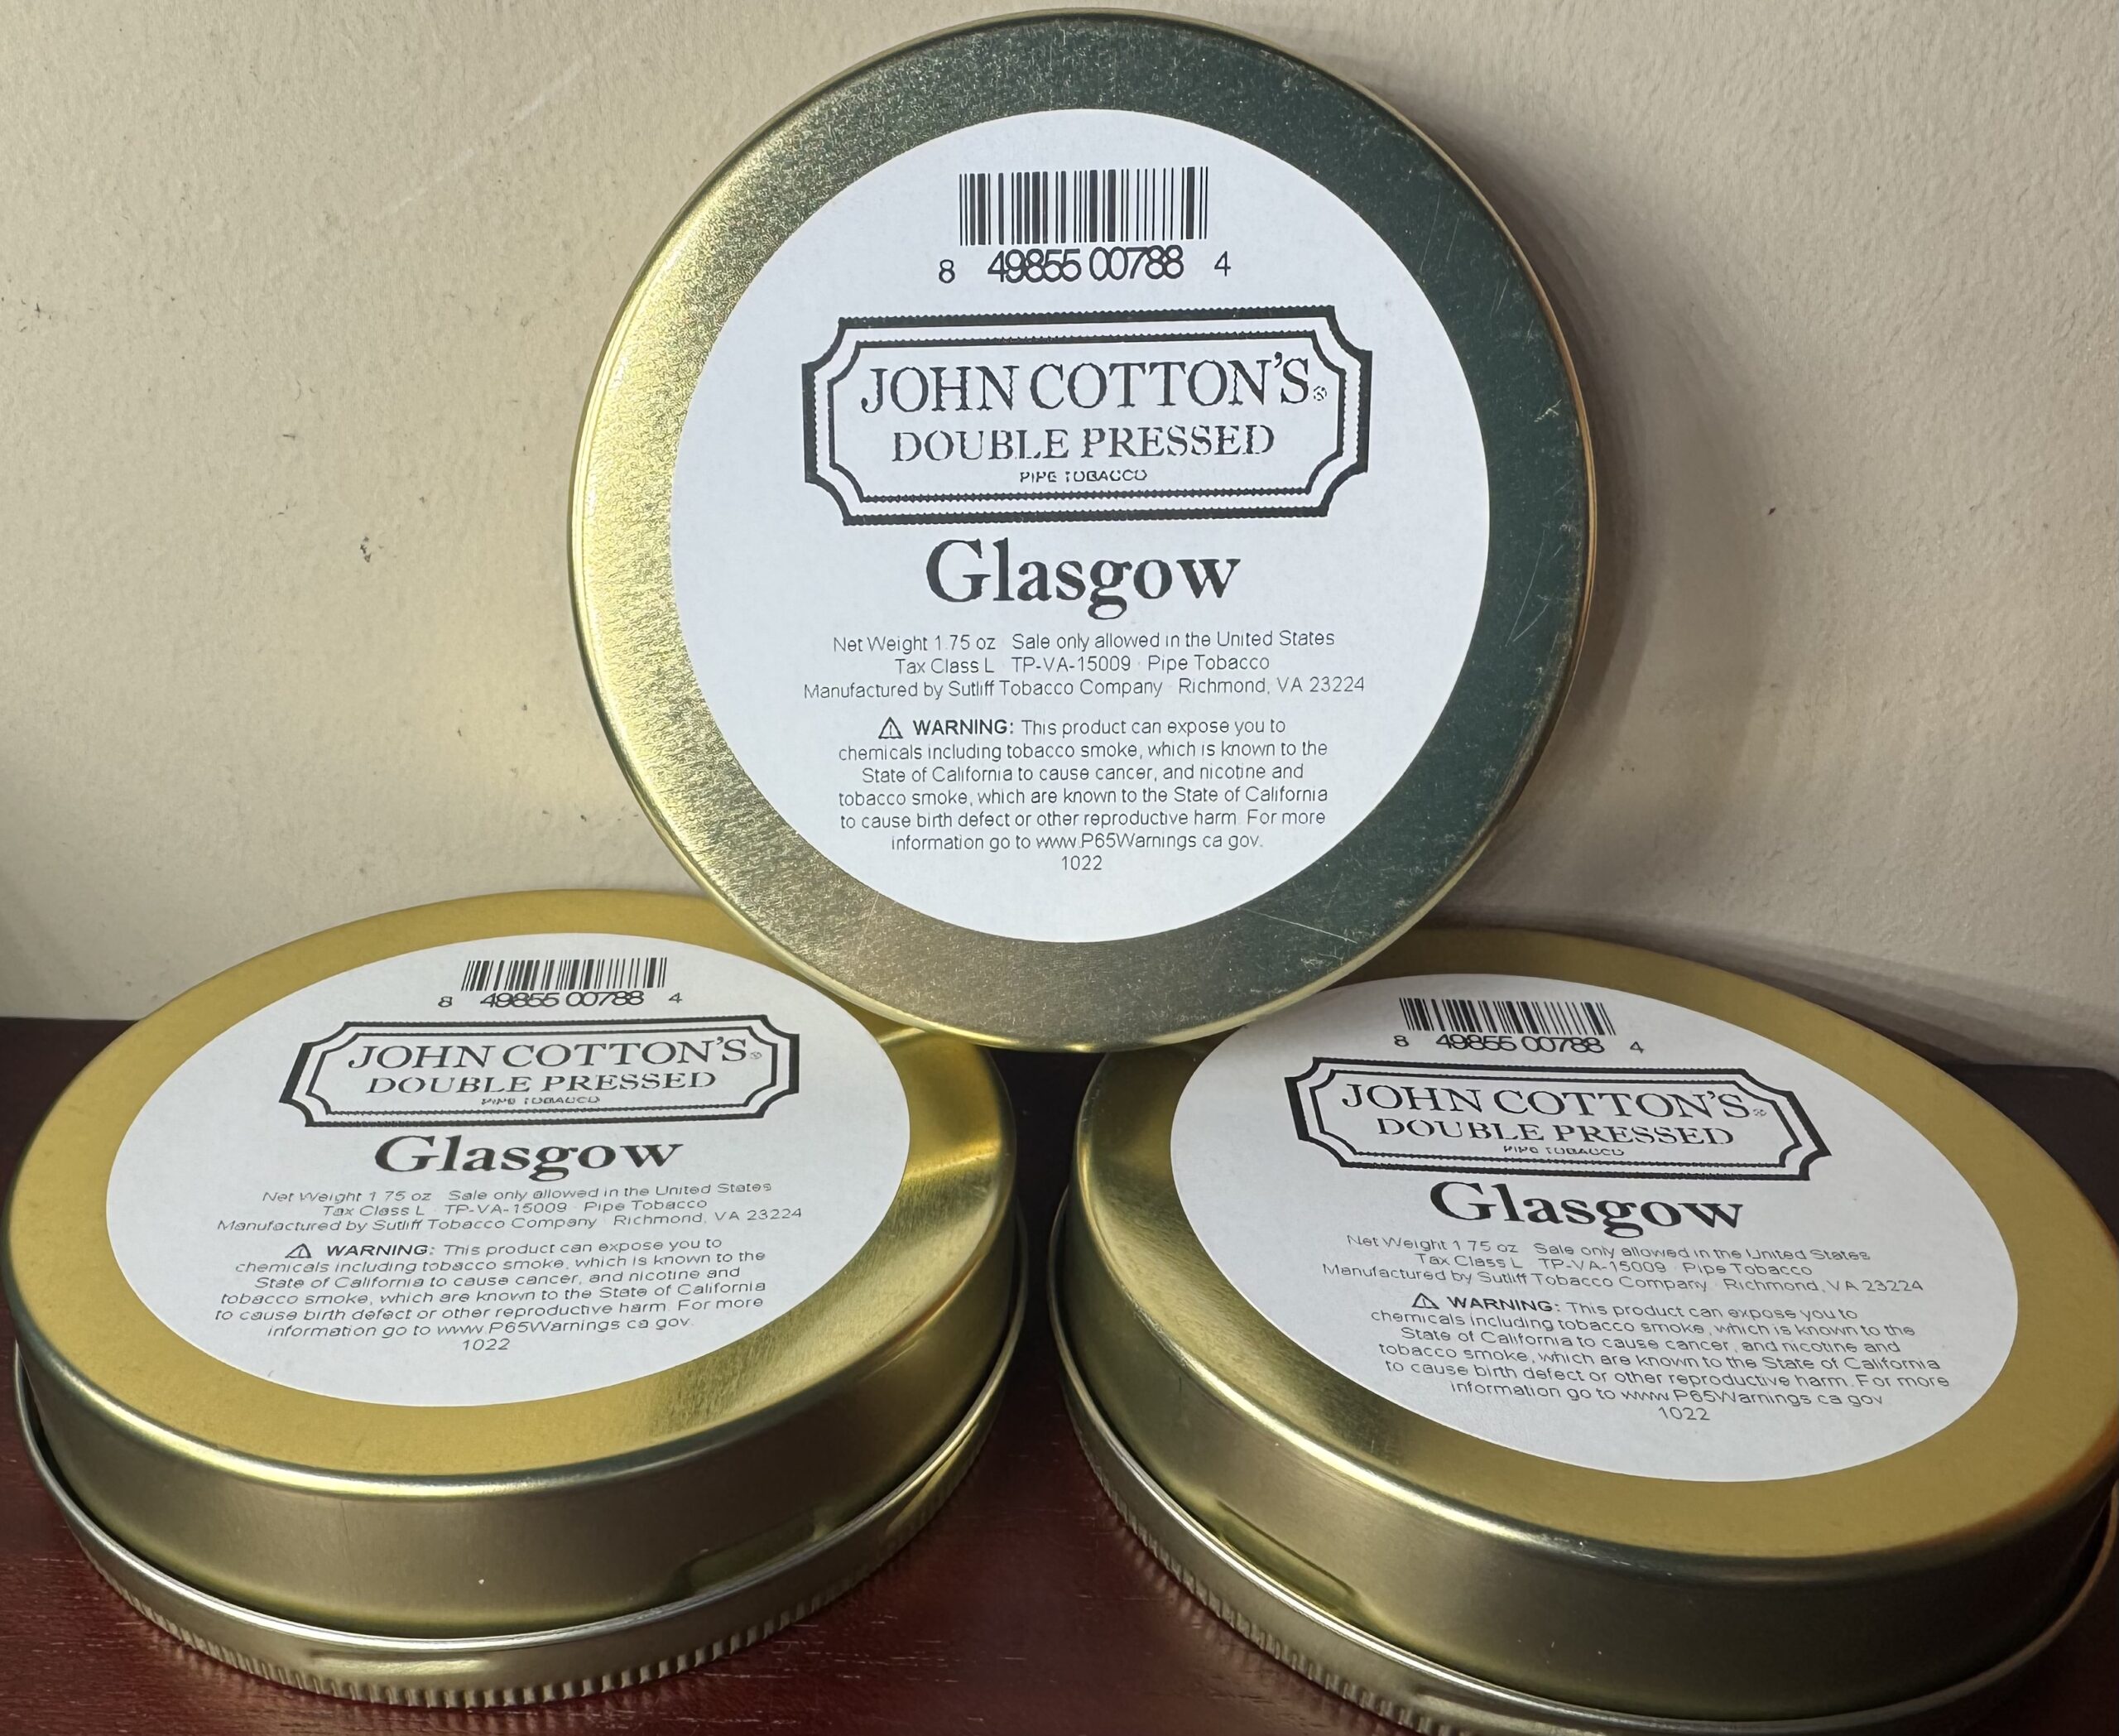 8 49855 00788 4
JOHN COTTON'S®
DOUBLE PRESSED
PIPE TOBACCO
Glasgow
Net Weight 1.75 oz · Sale only allowed in the United States
Tax Class L · TP-VA-15009 · Pipe Tobacco
Manufactured by Sutliff Tobacco Company · Richmond, VA 23224
⚠ WARNING: This product can expose you to
chemicals including tobacco smoke, which is known to the
State of California to cause cancer, and nicotine and
tobacco smoke, which are known to the State of California
to cause birth defect or other reproductive harm. For more
information go to www.P65Warnings.ca.gov.
1022
8 49855 00788 4
JOHN COTTON'S®
DOUBLE PRESSED
PIPE TOBACCO
Glasgow
Net Weight 1.75 oz · Sale only allowed in the United States
Tax Class L · TP-VA-15009 · Pipe Tobacco
Manufactured by Sutliff Tobacco Company · Richmond, VA 23224
⚠ WARNING: This product can expose you to
chemicals including tobacco smoke, which is known to the
State of California to cause cancer, and nicotine and
tobacco smoke, which are known to the State of California
to cause birth defect or other reproductive harm. For more
information go to www.P65Warnings.ca.gov.
1022
8 49855 00788 4
JOHN COTTON'S®
DOUBLE PRESSED
PIPE TOBACCO
Glasgow
Net Weight 1.75 oz · Sale only allowed in the United States
Tax Class L · TP-VA-15009 · Pipe Tobacco
Manufactured by Sutliff Tobacco Company · Richmond, VA 23224
⚠ WARNING: This product can expose you to
chemicals including tobacco smoke, which is known to the
State of California to cause cancer, and nicotine and
tobacco smoke, which are known to the State of California
to cause birth defect or other reproductive harm. For more
information go to www.P65Warnings.ca.gov
1022